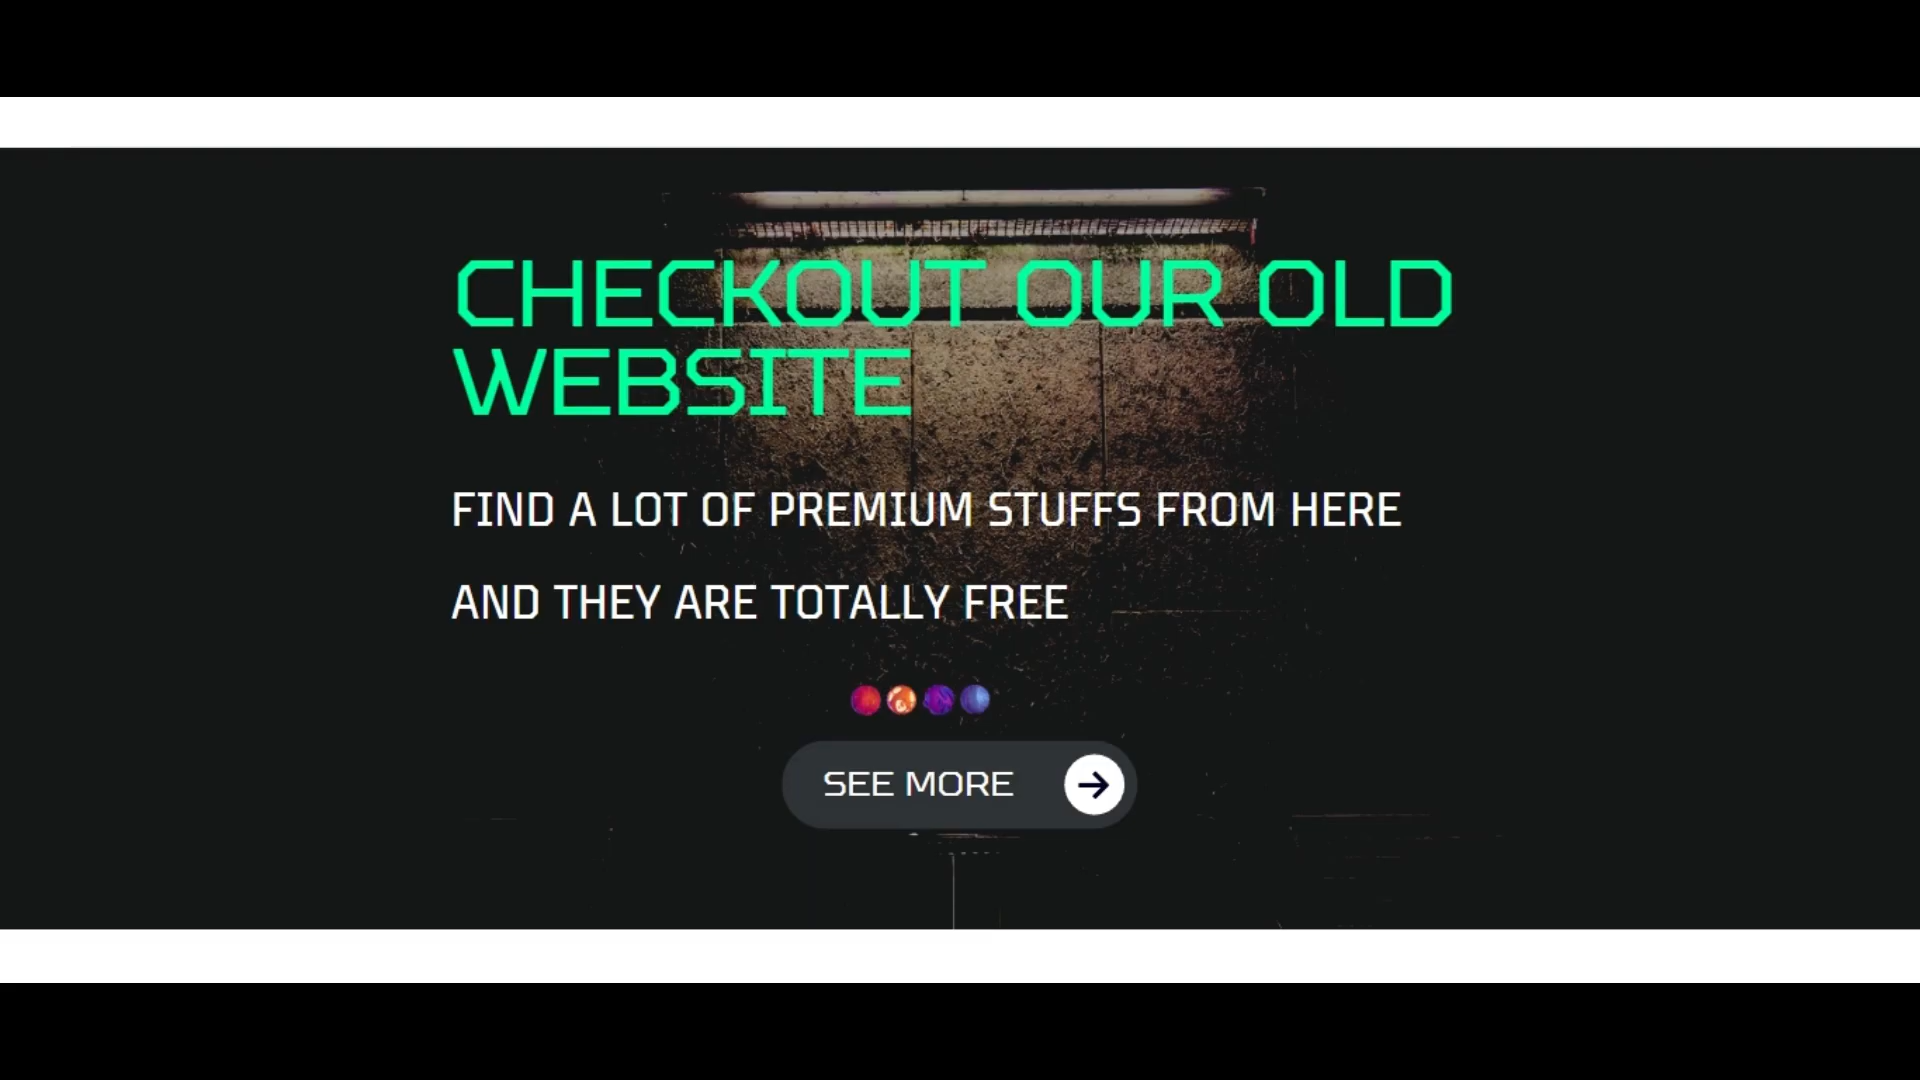 CHECKOUT OUR OLD
WEBSITE
FIND A LOT OF PREMIUM STUFFS FROM HERE
AND THEY ARE TOTALLY FREE
SEE MORE